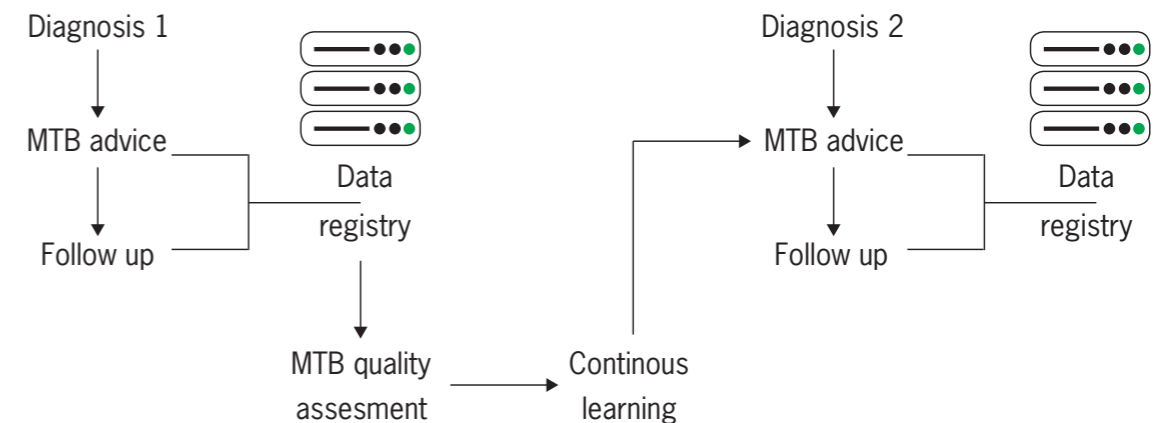 Diagnosis 1
MTB advice
Follow up
Data
registry
MTB quality
assesment
Continous
learning
Diagnosis 2
MTB advice
Follow up
Data
registry